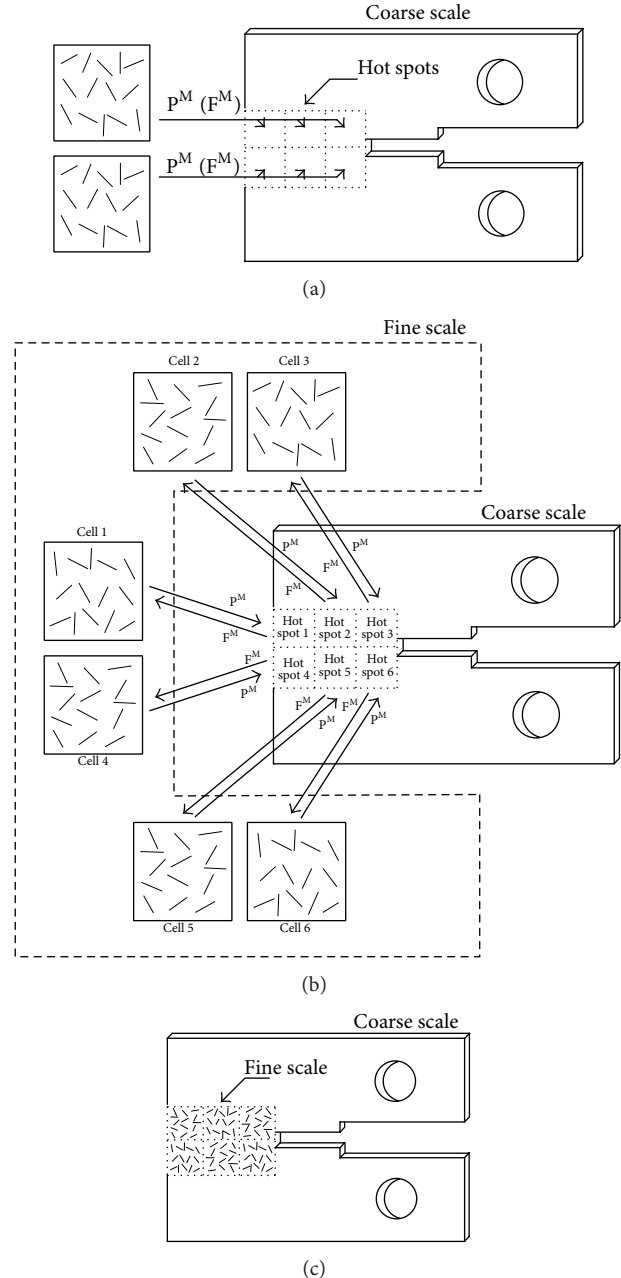 Coarse scale
Hot spots
P^M (F^M)
P^M (F^M)
(a)
Fine scale
Cell 2
Cell 3
Coarse scale
Cell 1
P^M
P^M
F^M
F^M
P^M
F^M
Hot spot 1
Hot spot 2
Hot spot 3
F^M
Hot spot 4
Hot spot 5
Hot spot 6
P^M
F^M
F^M
P^M
P^M
Cell 4
Cell 5
Cell 6
(b)
Coarse scale
Fine scale
(c)